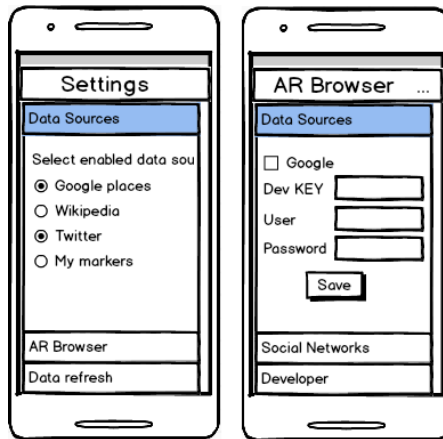 Settings
Data Sources
Select enabled data sou
Google places
Wikipedia
Twitter
My markers
AR Browser
Data refresh
AR Browser ...
Data Sources
Google
Dev KEY
User
Password
Save
Social Networks
Developer